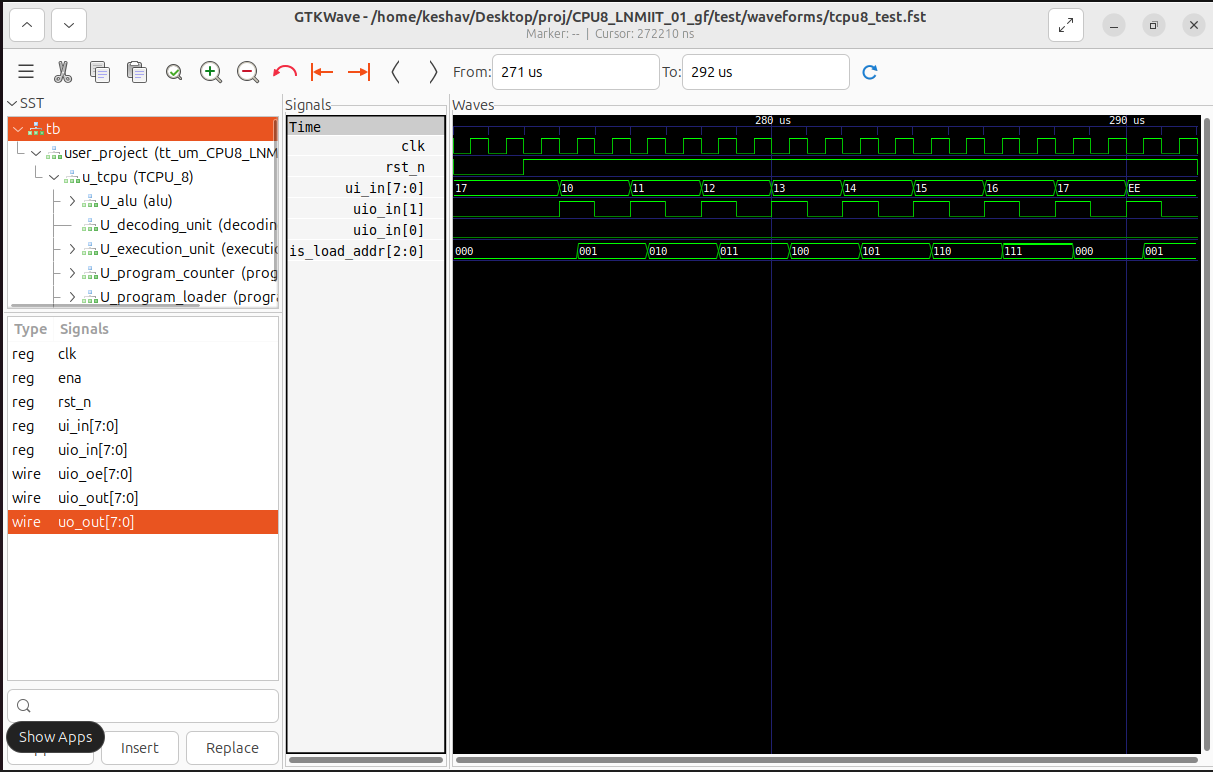 GTKWave - /home/keshav/Desktop/proj/CPU8_LNMIIT_01_gf/test/waveforms/tcpu8_test.fst
Marker: -- | Cursor: 272210 ns
From: 271 us To: 292 us
SST
tb
user_project (tt_um_CPU8_LNM
u_tcpu (TCPU_8)
U_alu (alu)
U_decoding_unit (decodin
U_execution_unit (executi
U_program_counter (prog
U_program_loader (progra
Type Signals
reg clk
reg ena
reg rst_n
reg ui_in[7:0]
reg uio_in[7:0]
wire uio_oe[7:0]
wire uio_out[7:0]
wire uo_out[7:0]
Show Apps
Insert
Replace
Signals
Time
clk
rst_n
ui_in[7:0]
uio_in[1]
uio_in[0]
is_load_addr[2:0]
Waves
280 us 290 us
17 10 11 12 13 14 15 16 17 EE
000 001 010 011 100 101 110 111 000 001